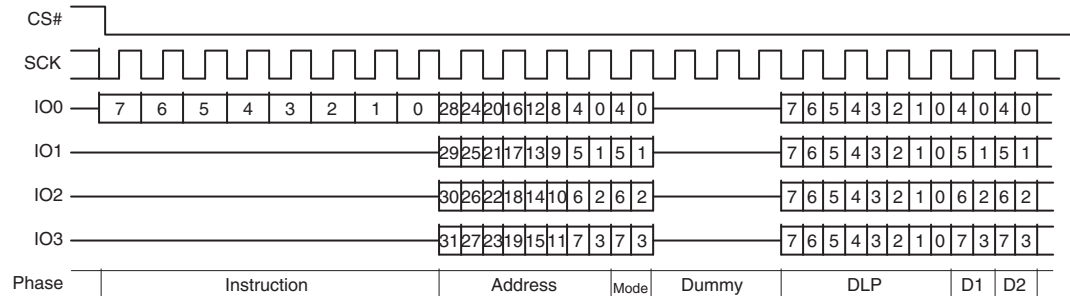 CS#
SCK
IO0 7 6 5 4 3 2 1 0 28 24 20 16 12 8 4 0 4 0 7 6 5 4 3 2 1 0 4 0 4 0
IO1 29 25 21 17 13 9 5 1 5 1 7 6 5 4 3 2 1 0 5 1 5 1
IO2 30 26 22 18 14 10 6 2 6 2 7 6 5 4 3 2 1 0 6 2 6 2
IO3 31 27 23 19 15 11 7 3 7 3 7 6 5 4 3 2 1 0 7 3 7 3
Phase Instruction Address Mode Dummy DLP D1 D2